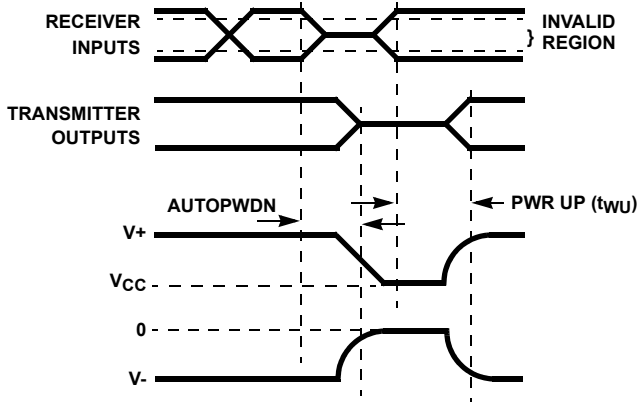 RECEIVER
INPUTS
} INVALID
REGION
TRANSMITTER
OUTPUTS
AUTOPWDN
PWR UP (tWU)
V+
VCC
0
V-